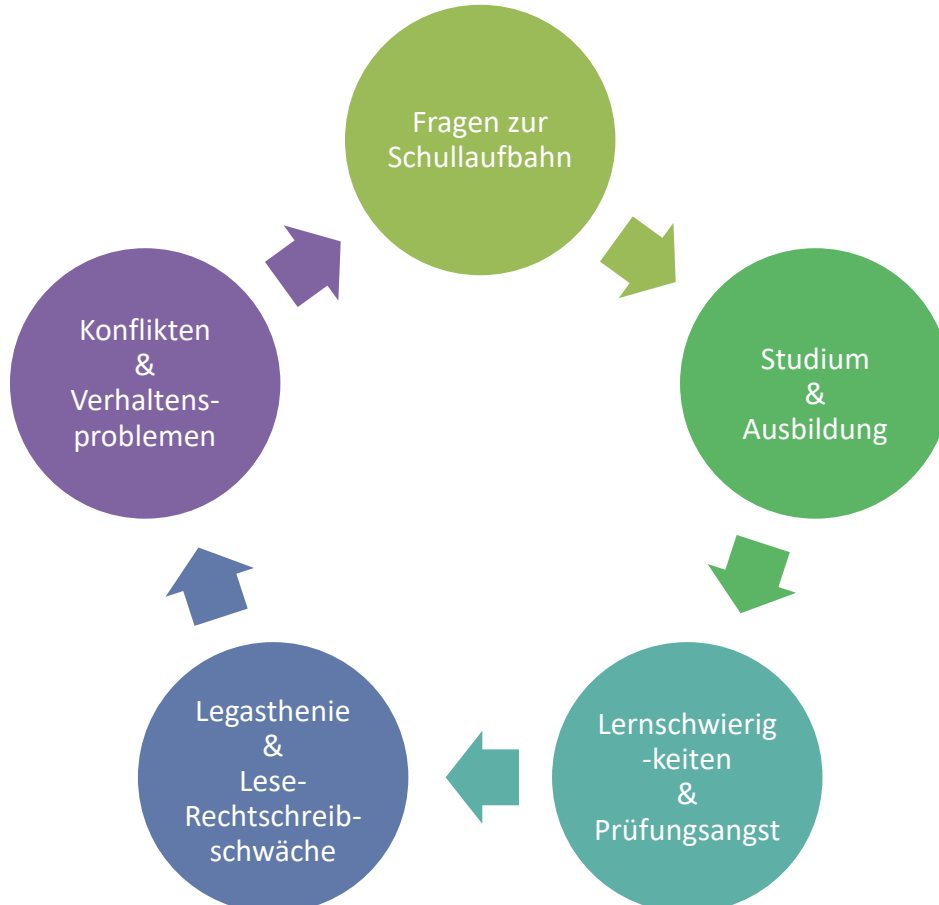 Fragen zur
Schullaufbahn
Studium
&
Ausbildung
Lernschwierig
-keiten
&
Prüfungsangst
Legasthenie
&
Lese-
Rechtschreib-
schwäche
Konflikten
&
Verhaltens-
problemen